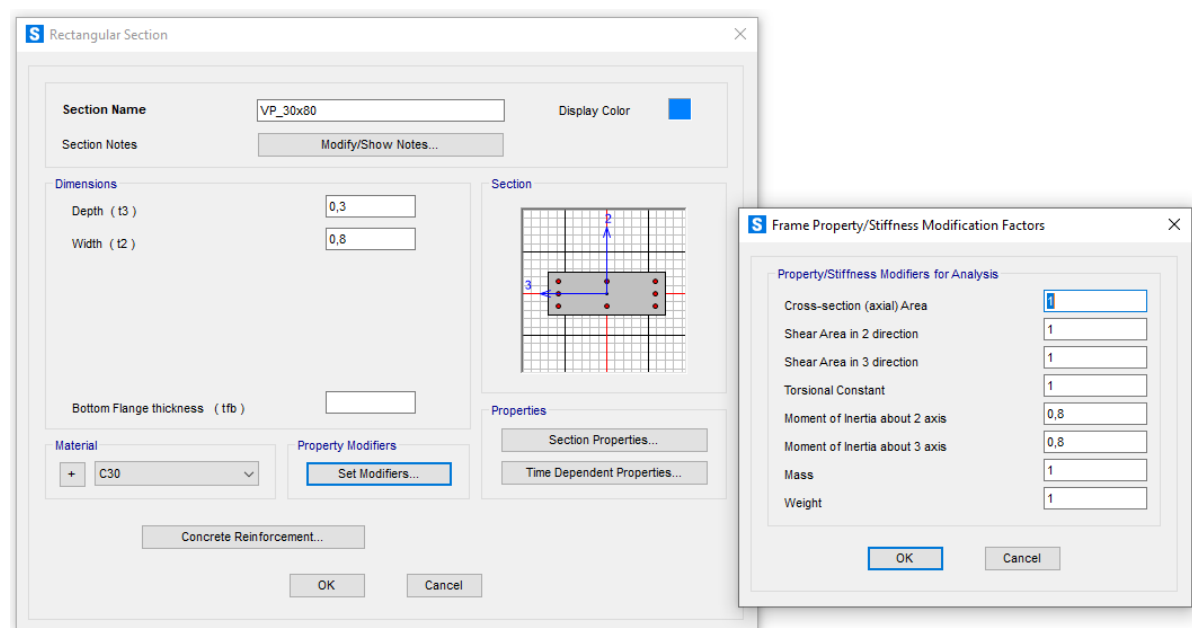 S Rectangular Section
Section Name VP_30x80 Display Color
Section Notes Modify/Show Notes...
Dimensions
Depth ( t3 ) 0,3
Width ( t2 ) 0,8
Bottom Flange thickness ( tfb )
Section
2
3
Properties
Section Properties...
Time Dependent Properties...
Material
+ C30
Property Modifiers
Set Modifiers...
Concrete Reinforcement...
OK Cancel
S Frame Property/Stiffness Modification Factors
Property/Stiffness Modifiers for Analysis
Cross-section (axial) Area 1
Shear Area in 2 direction 1
Shear Area in 3 direction 1
Torsional Constant 1
Moment of Inertia about 2 axis 0,8
Moment of Inertia about 3 axis 0,8
Mass 1
Weight 1
OK Cancel